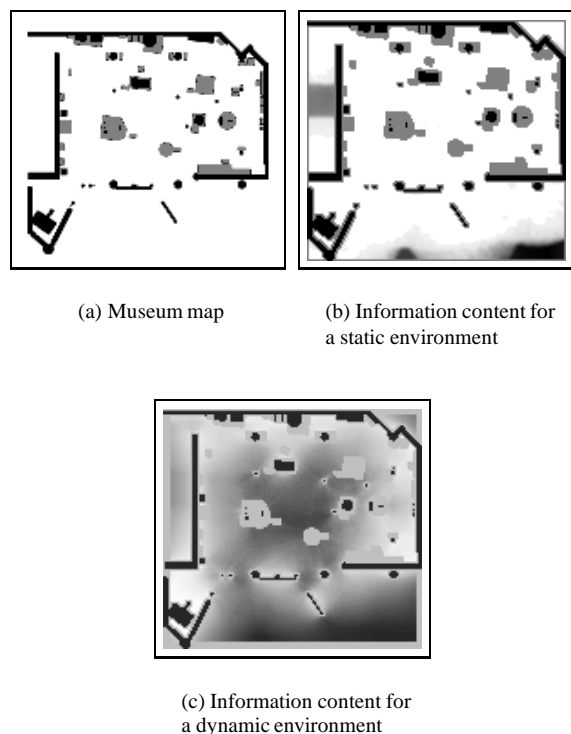 (a) Museum map
(b) Information content for
a static environment
(c) Information content for
a dynamic environment